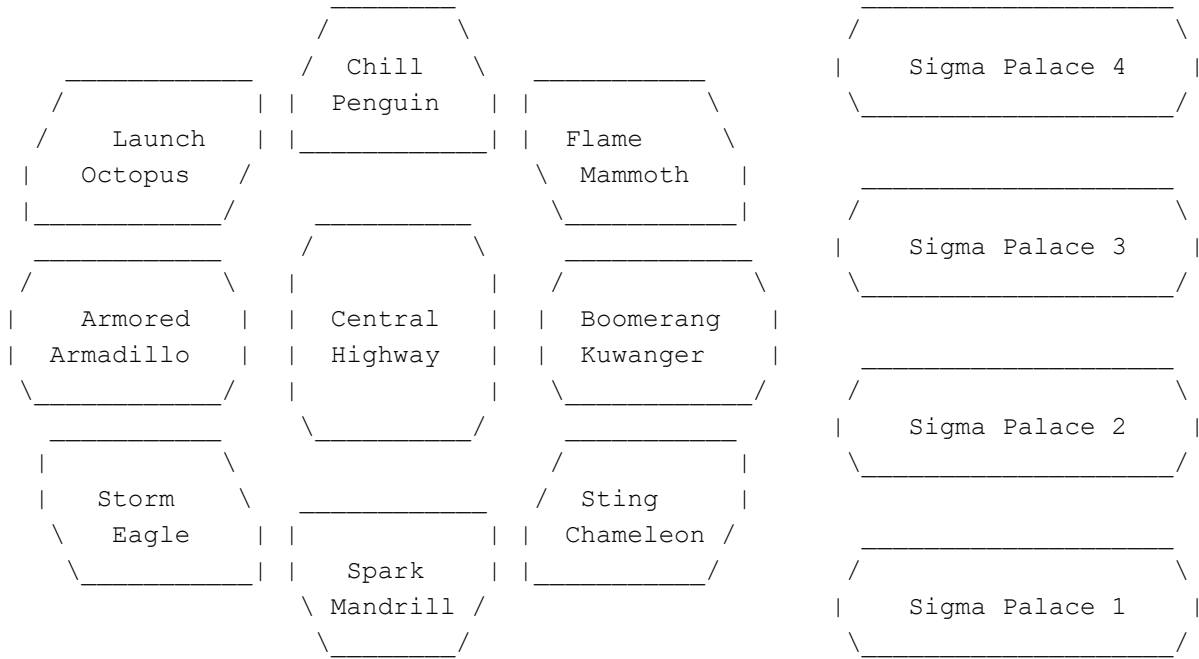 Chill
Penguin
Launch
Octopus
Flame
Mammoth
Armored
Armadillo
Central
Highway
Boomerang
Kuwanger
Storm
Eagle
Spark
Mandrill
Sting
Chameleon
Sigma Palace 4
Sigma Palace 3
Sigma Palace 2
Sigma Palace 1